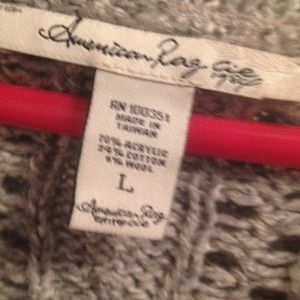 American Rag Cie
RN 100351
MADE IN
TAIWAN
70% ACRYLIC
24% COTTON
6% WOOL
L
American Rag